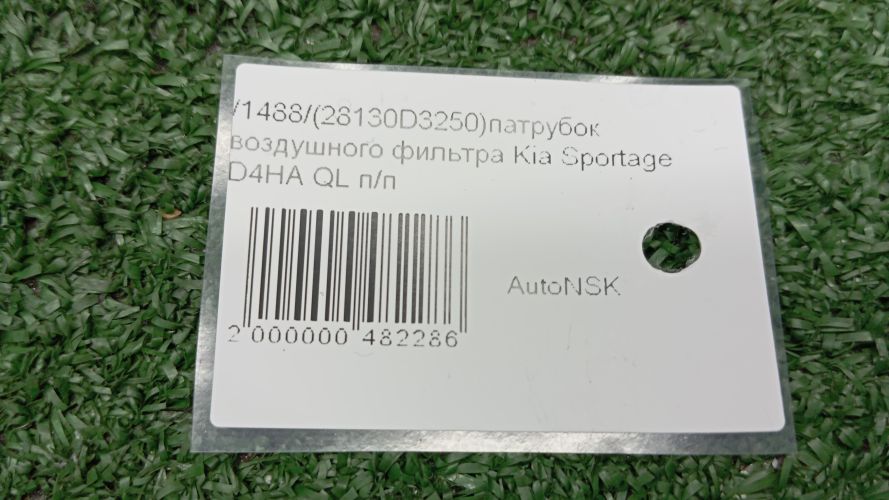 /1488/(28130D3250)патрубок
воздушного фильтра Kia Sportage
D4HA QL п/п
AutoNSK
2 000000 482286